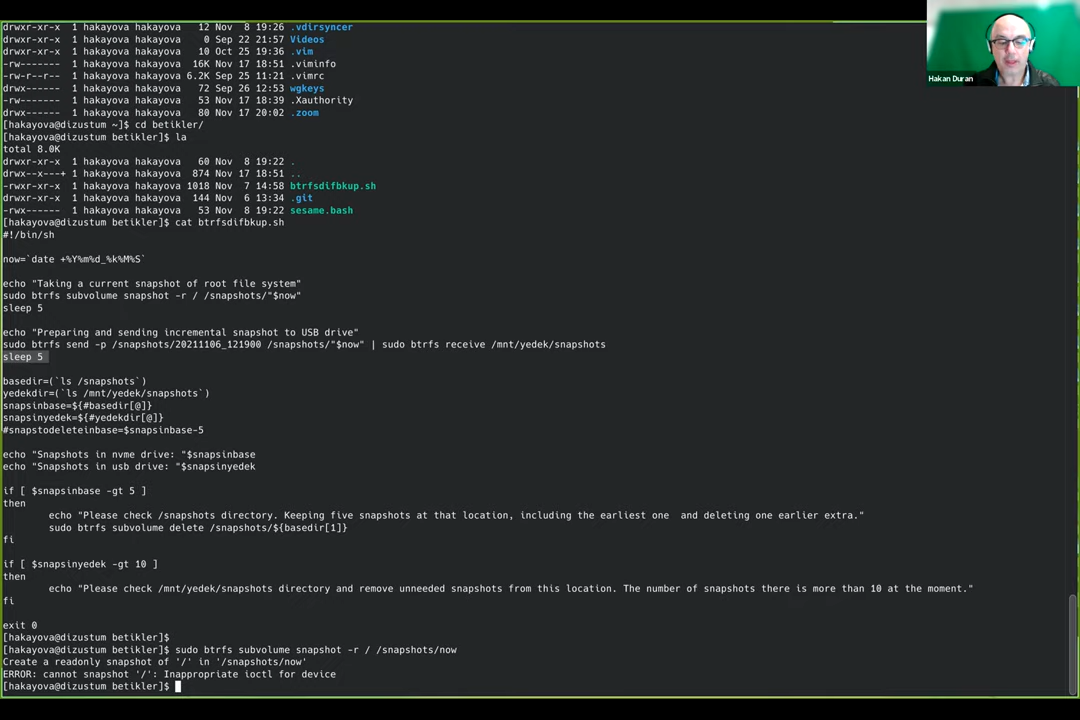 drwxr-xr-x  1 hakayova hakayova   12 Nov  8 19:26 .vdirsyncer
drwxr-xr-x  1 hakayova hakayova    0 Sep 22 21:57 Videos
drwxr-xr-x  1 hakayova hakayova   10 Oct 25 19:36 .vim
-rw-------  1 hakayova hakayova  16K Nov 17 18:51 .viminfo
-rw-r--r--  1 hakayova hakayova 6.2K Sep 25 11:21 .vimrc
drwx------  1 hakayova hakayova   72 Sep 26 12:53 wgkeys
-rw-------  1 hakayova hakayova   53 Nov 17 18:39 .Xauthority
drwx------  1 hakayova hakayova   80 Nov 17 20:02 .zoom
[hakayova@dizustum ~]$ cd betikler/
[hakayova@dizustum betikler]$ la
total 8.0K
drwxr-xr-x  1 hakayova hakayova   60 Nov  8 19:22 .
drwx--x---+ 1 hakayova hakayova  874 Nov 17 18:51 ..
-rwxr-xr-x  1 hakayova hakayova 1018 Nov  7 14:58 btrfsdifbkup.sh
drwxr-xr-x  1 hakayova hakayova  144 Nov  6 13:34 .git
-rwx------  1 hakayova hakayova   53 Nov  8 19:22 sesame.bash
[hakayova@dizustum betikler]$ cat btrfsdifbkup.sh
#!/bin/sh
now=`date +%Y%m%d_%k%M%S`
echo "Taking a current snapshot of root file system"
sudo btrfs subvolume snapshot -r / /snapshots/"$now"
sleep 5
echo "Preparing and sending incremental snapshot to USB drive"
sudo btrfs send -p /snapshots/20211106_121900 /snapshots/"$now" | sudo btrfs receive /mnt/yedek/snapshots
sleep 5
basedir=(`ls /snapshots`)
yedekdir=(`ls /mnt/yedek/snapshots`)
snapsinbase=${#basedir[@]}
snapsinyedek=${#yedekdir[@]}
#snapstodeleteinbase=$snapsinbase-5
echo "Snapshots in nvme drive: "$snapsinbase
echo "Snapshots in usb drive: "$snapsinyedek
if [ $snapsinbase -gt 5 ]
then
        echo "Please check /snapshots directory. Keeping five snapshots at that location, including the earliest one  and deleting one earlier extra."
        sudo btrfs subvolume delete /snapshots/${basedir[1]}
fi
if [ $snapsinyedek -gt 10 ]
then
        echo "Please check /mnt/yedek/snapshots directory and remove unneeded snapshots from this location. The number of snapshots there is more than 10 at the moment."
fi
exit 0
[hakayova@dizustum betikler]$
[hakayova@dizustum betikler]$ sudo btrfs subvolume snapshot -r / /snapshots/now
Create a readonly snapshot of '/' in '/snapshots/now'
ERROR: cannot snapshot '/': Inappropriate ioctl for device
[hakayova@dizustum betikler]$
Hakan Duran